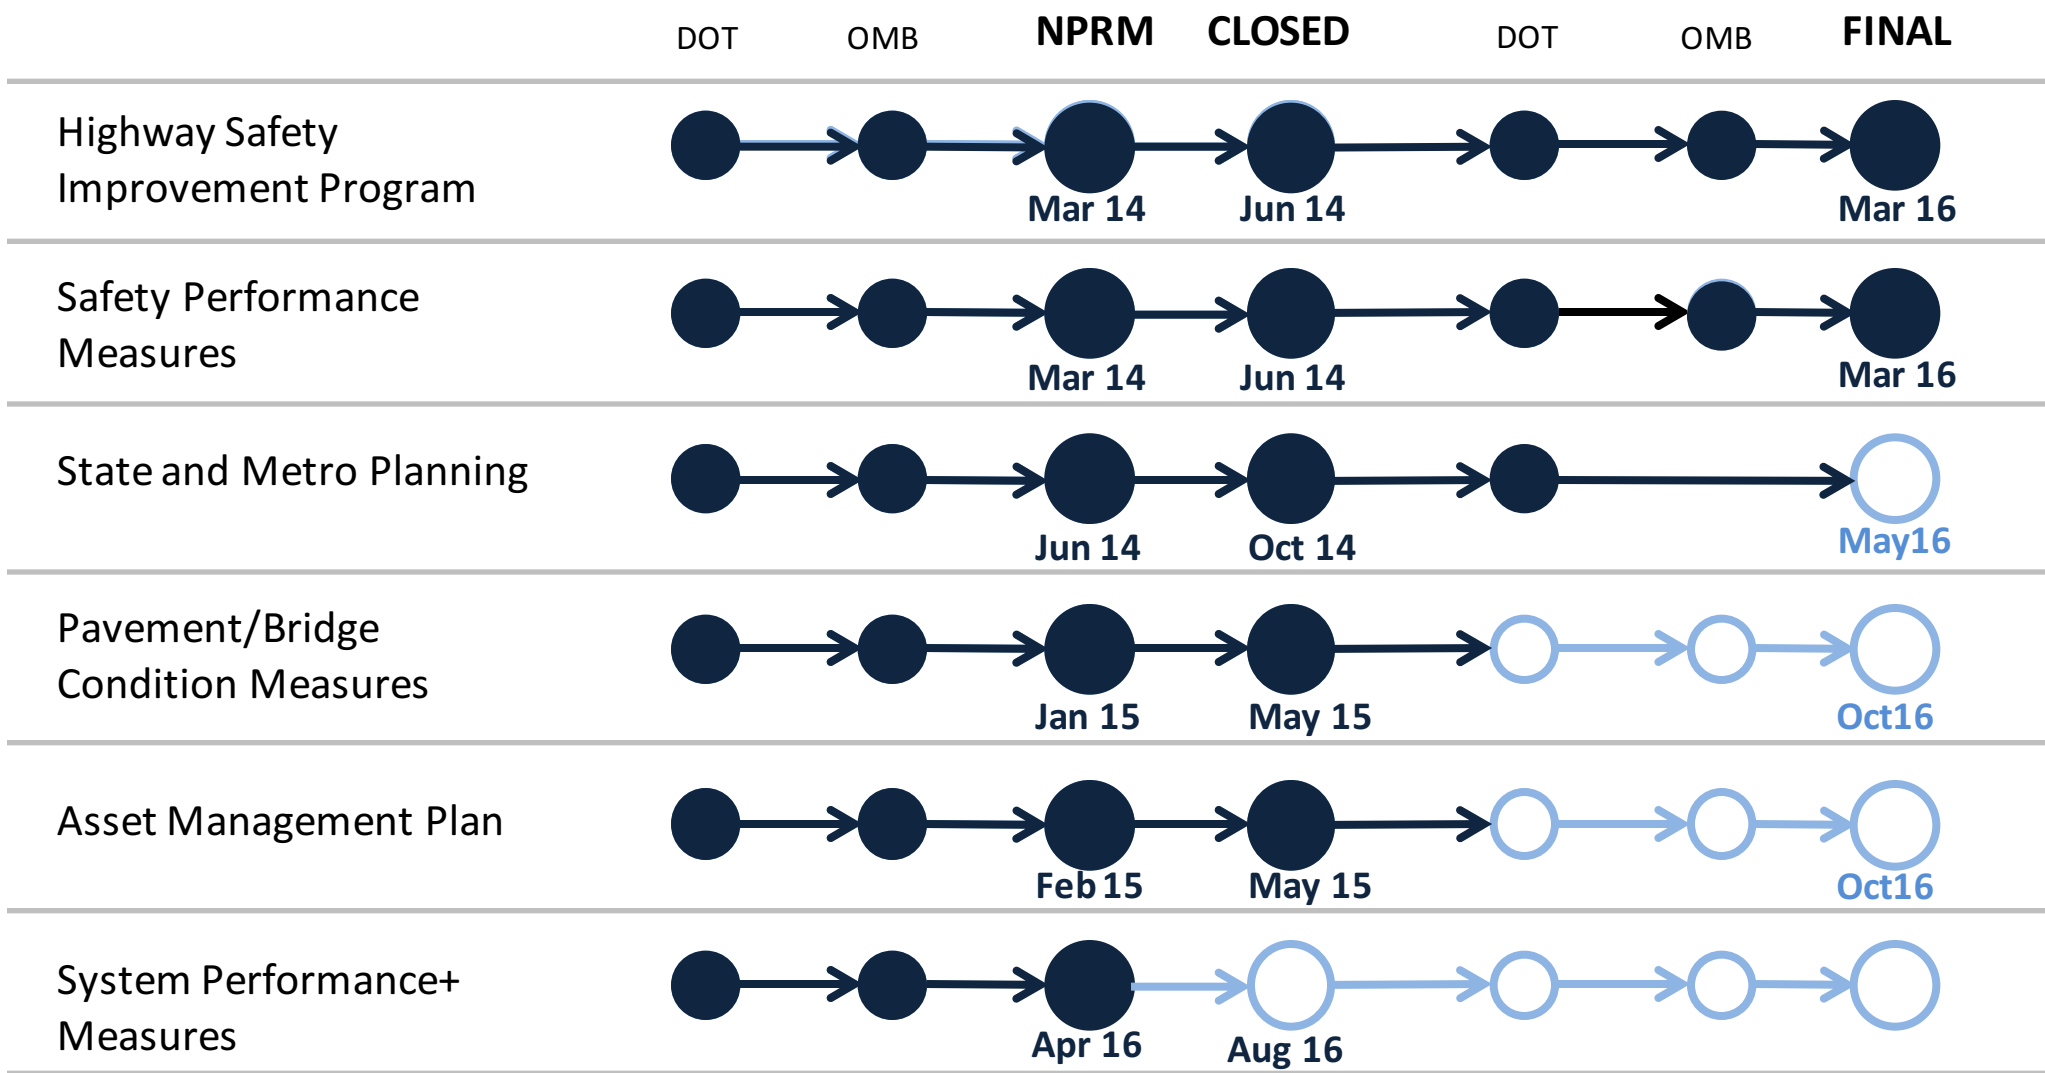 DOT OMB NPRM CLOSED DOT OMB FINAL
Highway Safety
Improvement Program
Mar 14 Jun 14 Mar 16
Safety Performance
Measures
Mar 14 Jun 14 Mar 16
State and Metro Planning
Jun 14 Oct 14 May16
Pavement/Bridge
Condition Measures
Jan 15 May 15 Oct16
Asset Management Plan
Feb 15 May 15 Oct16
System Performance+
Measures
Apr 16 Aug 16